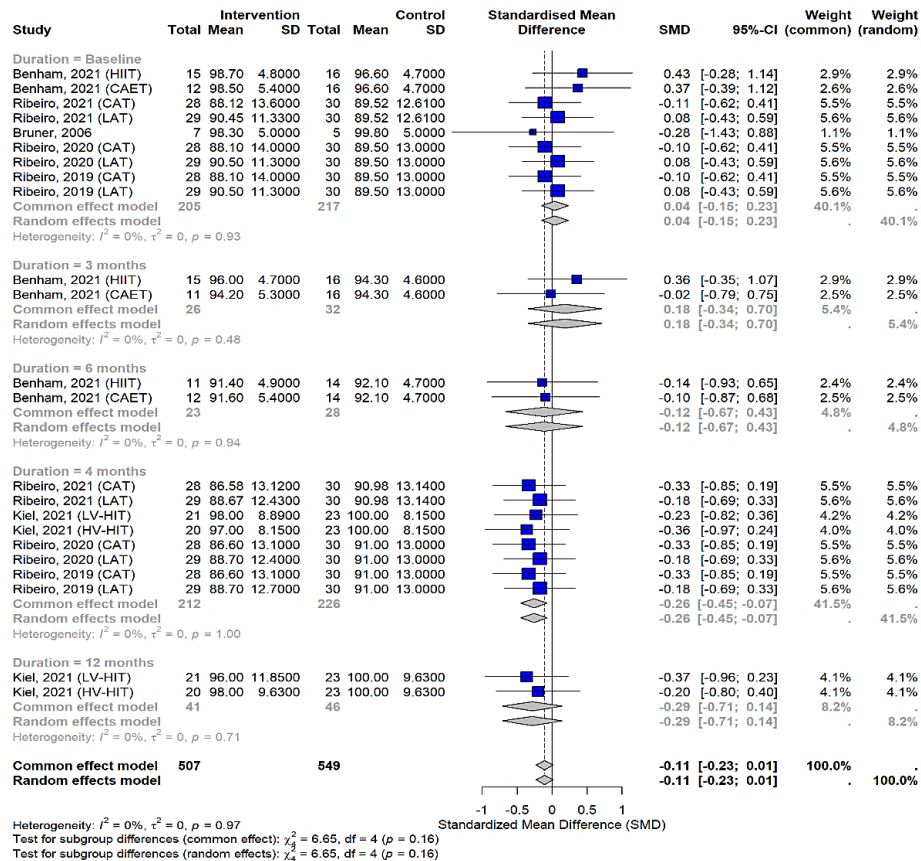 Intervention Control Standardised Mean Weight Weight
Study Total Mean SD Total Mean SD Difference SMD 95%-CI (common) (random)
Duration = Baseline
Benham, 2021 (HIIT) 15 98.70 4.8000 16 96.60 4.7000 0.43 [-0.28; 1.14] 2.9% 2.9%
Benham, 2021 (CAET) 12 98.50 5.4000 16 96.60 4.7000 0.37 [-0.39; 1.12] 2.6% 2.6%
Ribeiro, 2021 (CAT) 28 88.12 13.6000 30 89.52 12.6100 -0.11 [-0.62; 0.41] 5.5% 5.5%
Ribeiro, 2021 (LAT) 29 90.45 11.3300 30 89.52 12.6100 0.08 [-0.43; 0.59] 5.6% 5.6%
Bruner, 2006 7 98.30 5.0000 5 99.80 5.0000 -0.28 [-1.43; 0.88] 1.1% 1.1%
Ribeiro, 2020 (CAT) 28 88.10 14.0000 30 89.50 13.0000 -0.10 [-0.62; 0.41] 5.5% 5.5%
Ribeiro, 2020 (LAT) 29 90.50 11.3000 30 89.50 13.0000 0.08 [-0.43; 0.59] 5.6% 5.6%
Ribeiro, 2019 (CAT) 28 88.10 14.0000 30 89.50 13.0000 -0.10 [-0.62; 0.41] 5.5% 5.5%
Ribeiro, 2019 (LAT) 29 90.50 11.3000 30 89.50 13.0000 0.08 [-0.43; 0.59] 5.6% 5.6%
Common effect model 205 217 0.04 [-0.15; 0.23] 40.1% .
Random effects model 0.04 [-0.15; 0.23] . 40.1%
Heterogeneity: I² = 0%, τ² = 0, p = 0.93
Duration = 3 months
Benham, 2021 (HIIT) 15 96.00 4.7000 16 94.30 4.6000 0.36 [-0.35; 1.07] 2.9% 2.9%
Benham, 2021 (CAET) 11 94.20 5.3000 16 94.30 4.6000 -0.02 [-0.79; 0.75] 2.5% 2.5%
Common effect model 26 32 0.18 [-0.34; 0.70] 5.4% .
Random effects model 0.18 [-0.34; 0.70] . 5.4%
Heterogeneity: I² = 0%, τ² = 0, p = 0.48
Duration = 6 months
Benham, 2021 (HIIT) 11 91.40 4.9000 14 92.10 4.7000 -0.14 [-0.93; 0.65] 2.4% 2.4%
Benham, 2021 (CAET) 12 91.60 5.4000 14 92.10 4.7000 -0.10 [-0.87; 0.68] 2.5% 2.5%
Common effect model 23 28 -0.12 [-0.67; 0.43] 4.8% .
Random effects model -0.12 [-0.67; 0.43] . 4.8%
Heterogeneity: I² = 0%, τ² = 0, p = 0.94
Duration = 4 months
Ribeiro, 2021 (CAT) 28 86.58 13.1200 30 90.98 13.1400 -0.33 [-0.85; 0.19] 5.5% 5.5%
Ribeiro, 2021 (LAT) 29 88.67 12.4300 30 90.98 13.1400 -0.18 [-0.69; 0.33] 5.6% 5.6%
Kiel, 2021 (LV-HIT) 21 98.00 8.8900 23 100.00 8.1500 -0.23 [-0.82; 0.36] 4.2% 4.2%
Kiel, 2021 (HV-HIT) 20 97.00 8.1500 23 100.00 8.1500 -0.36 [-0.97; 0.24] 4.0% 4.0%
Ribeiro, 2020 (CAT) 28 86.60 13.1000 30 91.00 13.0000 -0.33 [-0.85; 0.19] 5.5% 5.5%
Ribeiro, 2020 (LAT) 29 88.70 12.4000 30 91.00 13.0000 -0.18 [-0.69; 0.33] 5.6% 5.6%
Ribeiro, 2019 (CAT) 28 86.60 13.1000 30 91.00 13.0000 -0.33 [-0.85; 0.19] 5.5% 5.5%
Ribeiro, 2019 (LAT) 29 88.70 12.7000 30 91.00 13.0000 -0.18 [-0.69; 0.33] 5.6% 5.6%
Common effect model 212 226 -0.26 [-0.45; -0.07] 41.5% .
Random effects model -0.26 [-0.45; -0.07] . 41.5%
Heterogeneity: I² = 0%, τ² = 0, p = 1.00
Duration = 12 months
Kiel, 2021 (LV-HIT) 21 96.00 11.8500 23 100.00 9.6300 -0.37 [-0.96; 0.23] 4.1% 4.1%
Kiel, 2021 (HV-HIT) 20 98.00 9.6300 23 100.00 9.6300 -0.20 [-0.80; 0.40] 4.1% 4.1%
Common effect model 41 46 -0.29 [-0.71; 0.14] 8.2% .
Random effects model -0.29 [-0.71; 0.14] . 8.2%
Heterogeneity: I² = 0%, τ² = 0, p = 0.71
Common effect model 507 549 -0.11 [-0.23; 0.01] 100.0% .
Random effects model -0.11 [-0.23; 0.01] . 100.0%
-1 -0.5 0 0.5 1
Heterogeneity: I² = 0%, τ² = 0, p = 0.97 Standardized Mean Difference (SMD)
Test for subgroup differences (common effect): χ²₄ = 6.65, df = 4 (p = 0.16)
Test for subgroup differences (random effects): χ²₄ = 6.65, df = 4 (p = 0.16)